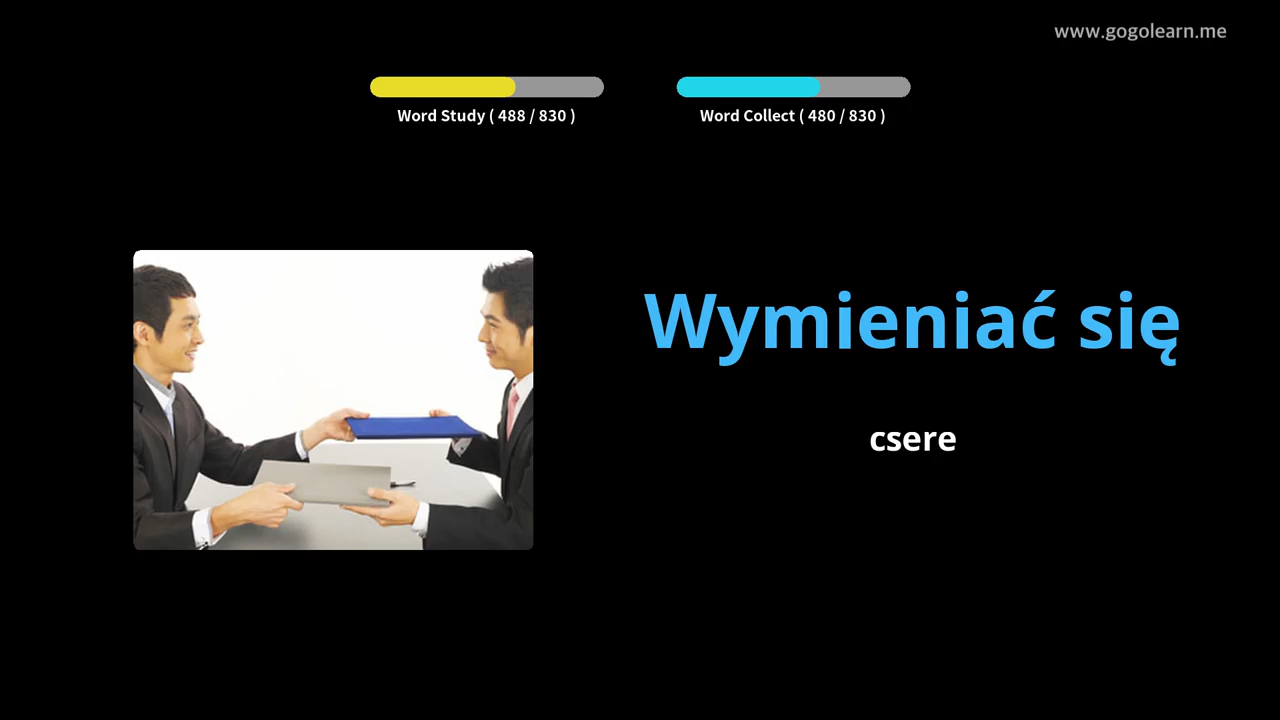 www.gogolearn.me
Word Study ( 488 / 830 )
Word Collect ( 480 / 830 )
Wymieniać się
csere